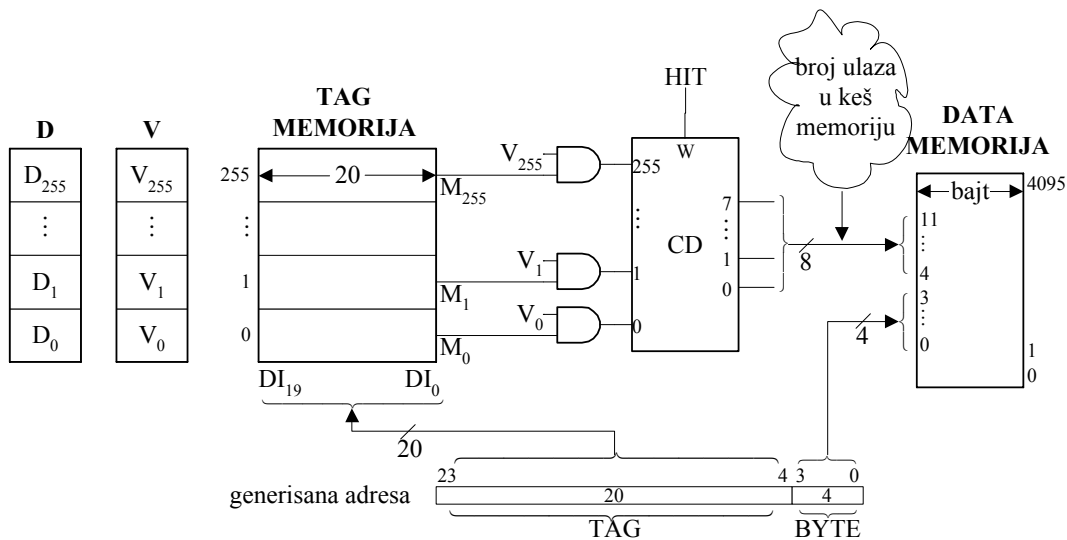 broj ulaza
u keš
memoriju
HIT
TAG
MEMORIJA
DATA
MEMORIJA
D
V
D255
⋮
D1
D0
V255
⋮
V1
V0
255
⋮
1
0
20
M255
M1
M0
DI19
DI0
V255
V1
V0
W
255
⋮
1
0
CD
7
⋮
1
0
8
4
bajt
4095
11
⋮
4
3
⋮
0
1
0
20
23
4
3
0
generisana adresa
20
4
TAG
BYTE